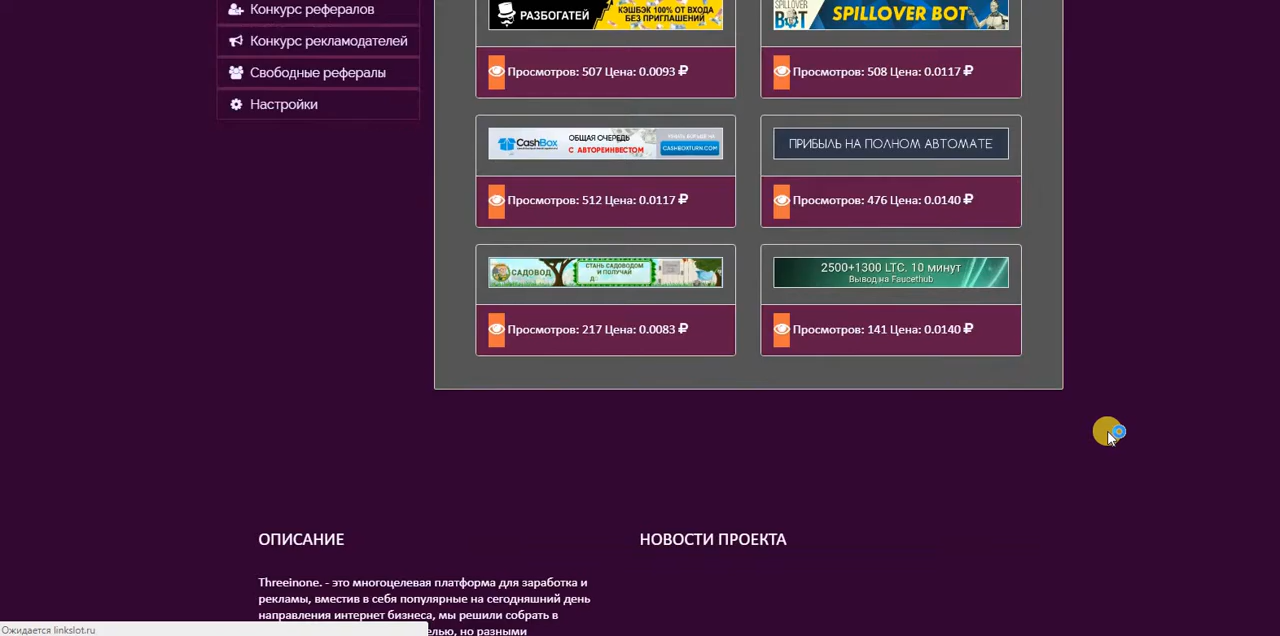 Конкурс рефералов
Конкурс рекламодателей
Свободные рефералы
Настройки
РАЗБОГАТЕЙ
КЭШБЭК 100% ОТ ВХОДА
БЕЗ ПРИГЛАШЕНИЙ
SPILLOVER
BOT
SPILLOVER BOT
Просмотров: 507 Цена: 0.0093 ₽
Просмотров: 508 Цена: 0.0117 ₽
CashBox
ОБЩАЯ ОЧЕРЕДЬ
С АВТОРЕИНВЕСТОМ
CASHBOXTURN.COM
ПРИБЫЛЬ НА ПОЛНОМ АВТОМАТЕ
Просмотров: 512 Цена: 0.0117 ₽
Просмотров: 476 Цена: 0.0140 ₽
САДОВОД
СТАНЬ САДОВОДОМ
И ПОЛУЧАЙ
2500+1300 LTC. 10 минут
Вывод на Faucethub
Просмотров: 217 Цена: 0.0083 ₽
Просмотров: 141 Цена: 0.0140 ₽
ОПИСАНИЕ
Threeinone. - это многоцелевая платформа для заработка и
рекламы, вместив в себя популярные на сегодняшний день
направления интернет бизнеса, мы решили собрать в
елью, но разными
НОВОСТИ ПРОЕКТА
Ожидается linkslot.ru